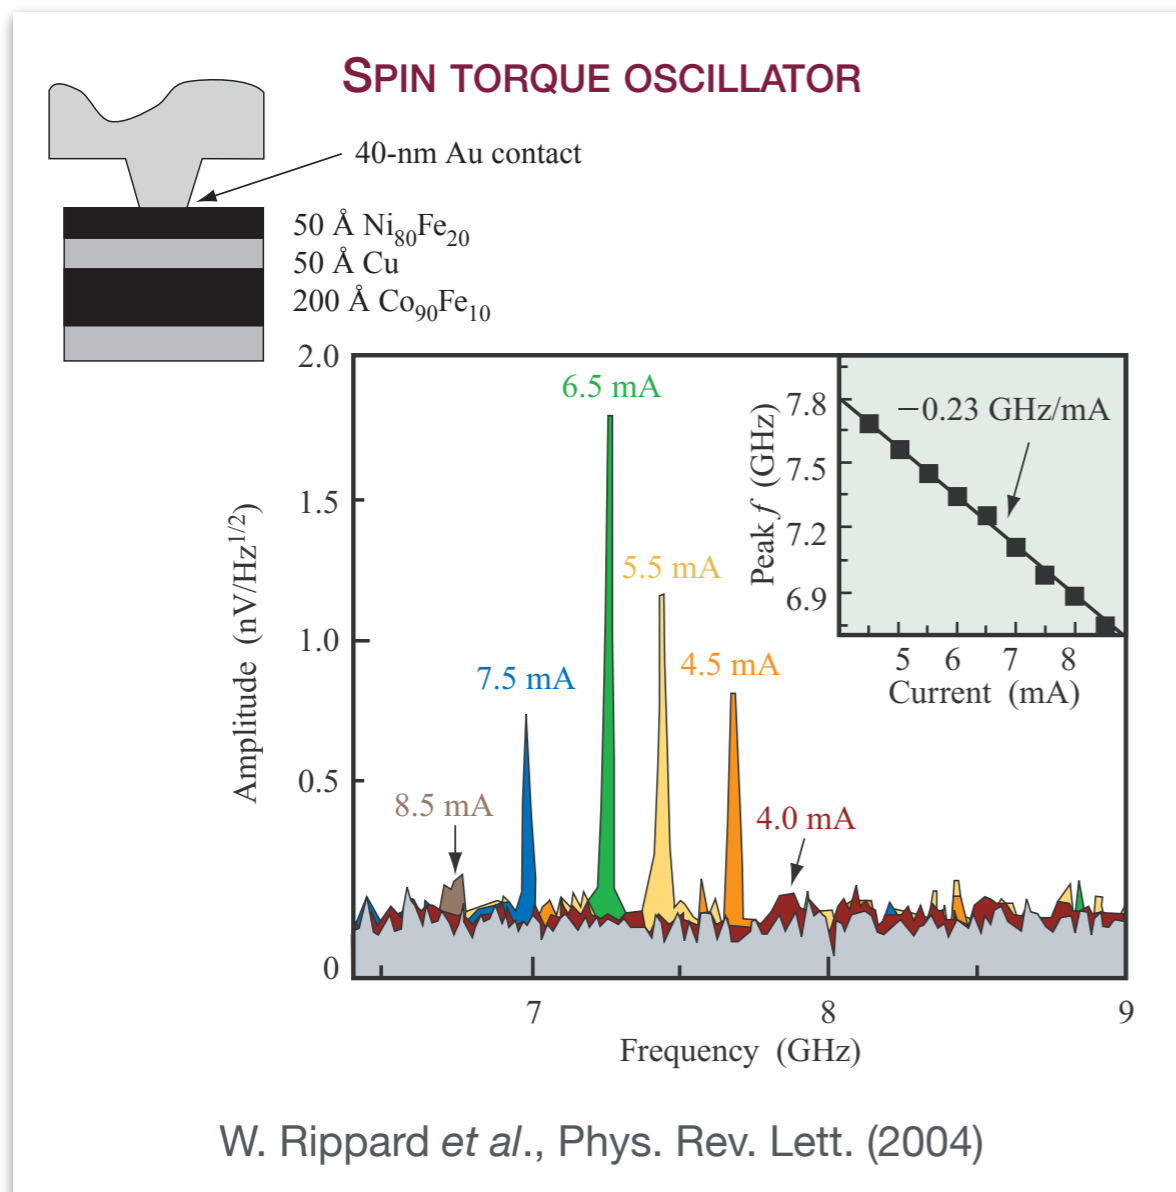 SPIN TORQUE OSCILLATOR
40-nm Au contact
50 Å Ni80Fe20
50 Å Cu
200 Å Co90Fe10
2.0
1.5
1.0
0.5
0
Amplitude (nV/Hz1/2)
6.5 mA
5.5 mA
4.5 mA
7.5 mA
8.5 mA
4.0 mA
−0.23 GHz/mA
Peak f (GHz)
7.8
7.5
7.2
6.9
5 6 7 8
Current (mA)
7 8 9
Frequency (GHz)
W. Rippard et al., Phys. Rev. Lett. (2004)